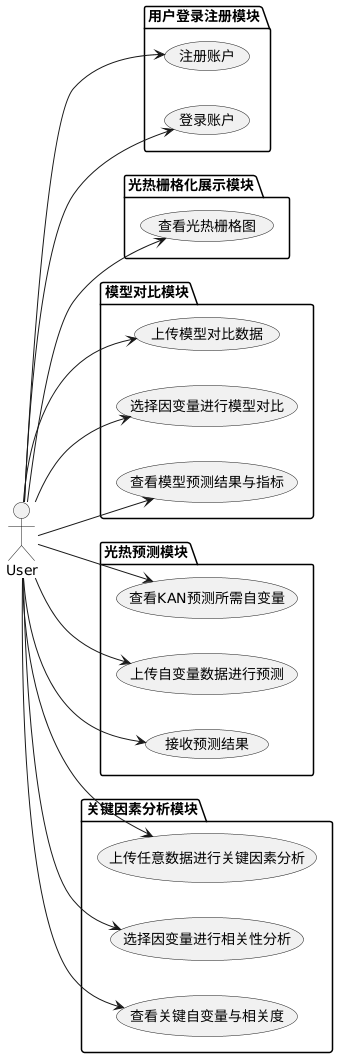 用户登录注册模块
注册账户
登录账户
光热栅格化展示模块
查看光热栅格图
模型对比模块
上传模型对比数据
选择因变量进行模型对比
查看模型预测结果与指标
User
光热预测模块
查看KAN预测所需自变量
上传自变量数据进行预测
接收预测结果
关键因素分析模块
上传任意数据进行关键因素分析
选择因变量进行相关性分析
查看关键自变量与相关度